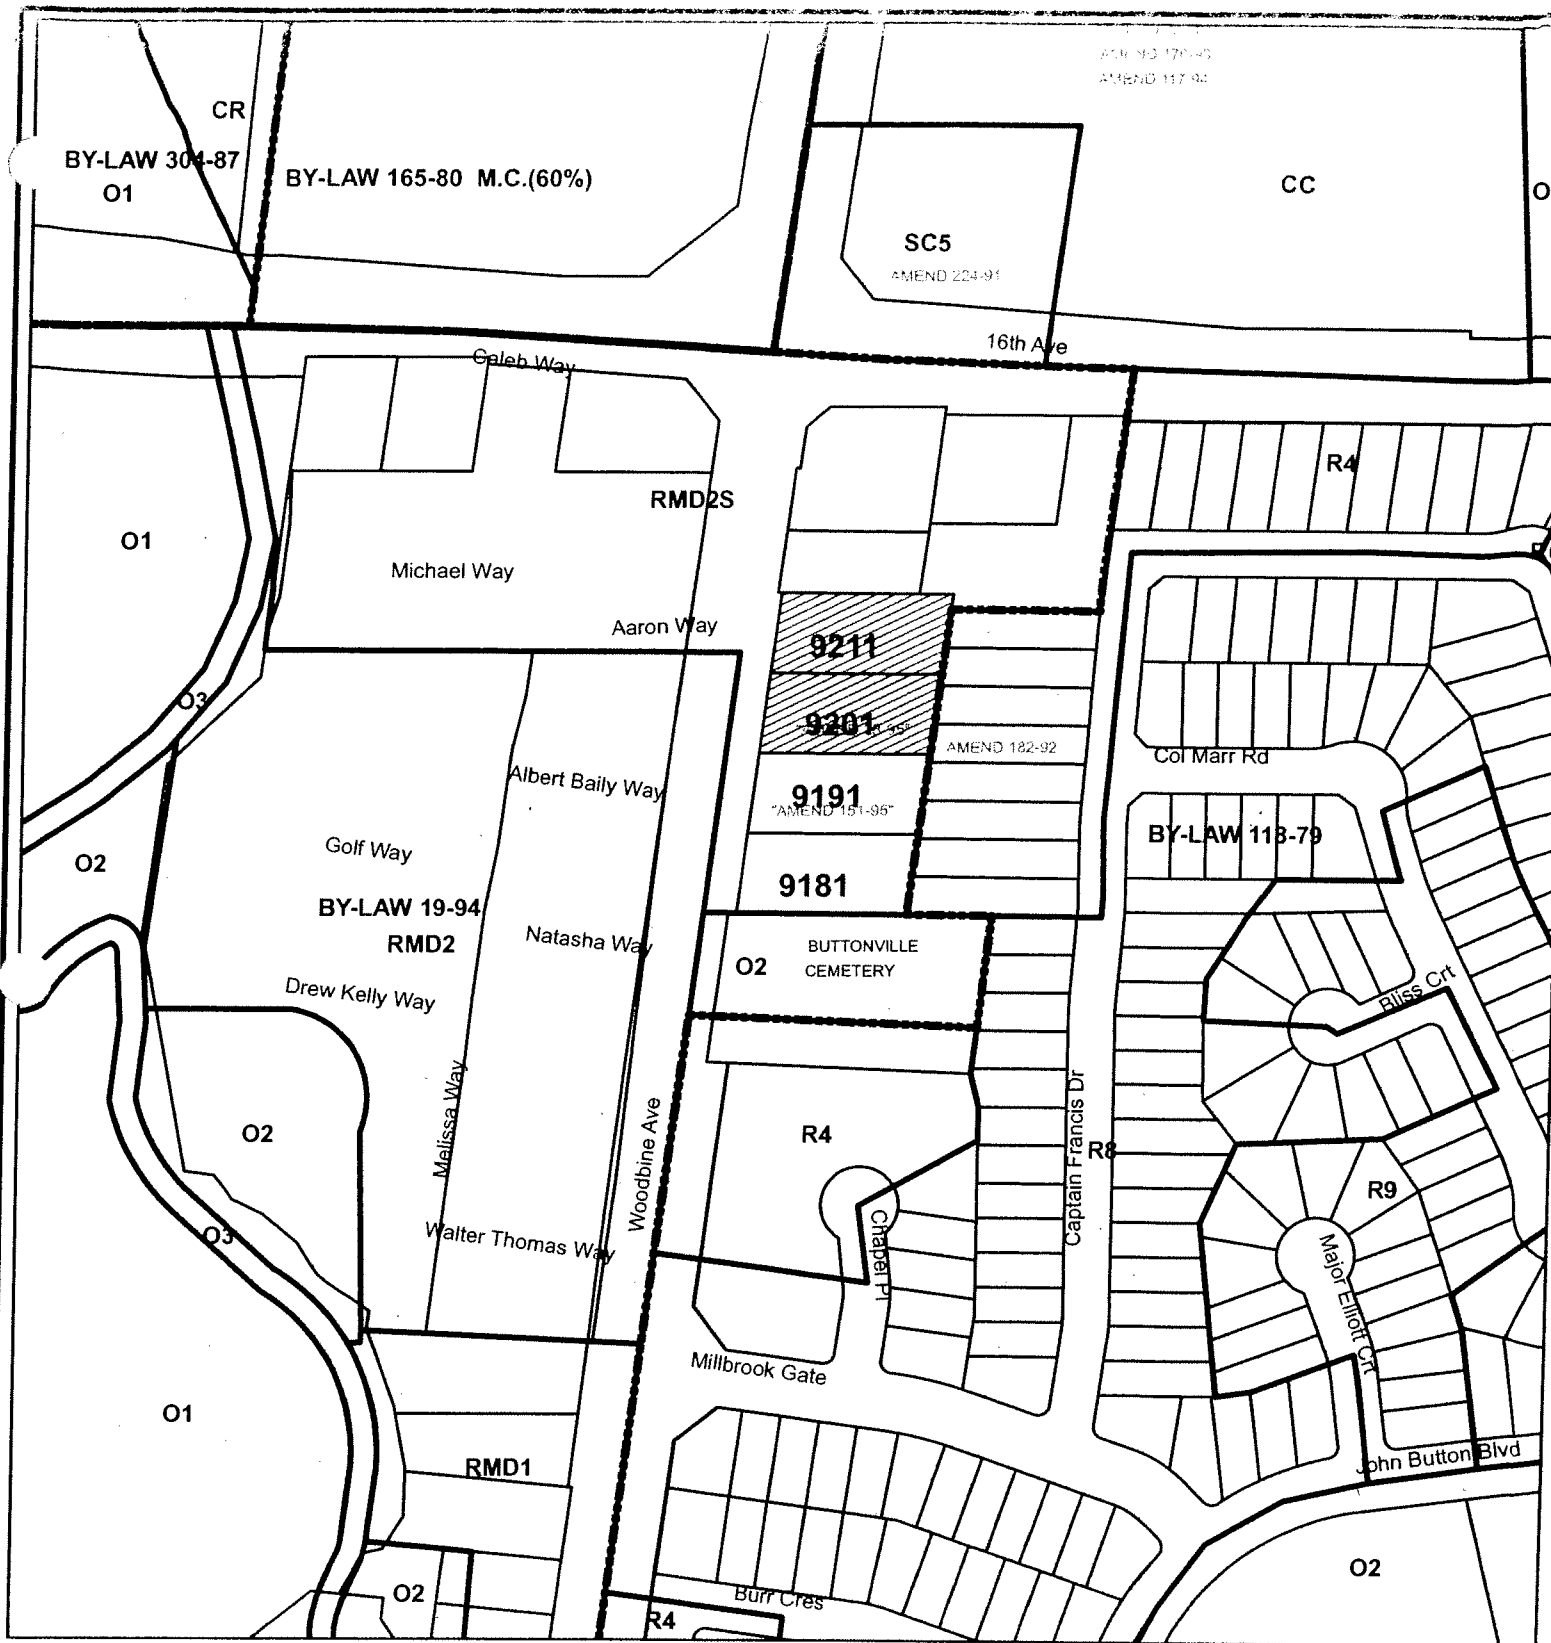 AMEND 117-94
CR
BY-LAW 304-87
O1
BY-LAW 165-80 M.C.(60%)
CC
O
SC5
AMEND 224-91
16th Ave
Caleb Way
R4
RMD2S
O1
Michael Way
Aaron Way
9211
O3
9201
AMEND 182-92
Col Marr Rd
Albert Baily Way
9191
"AMEND 151-95"
BY-LAW 118-79
Golf Way
O2
9181
BY-LAW 19-94
RMD2
Natasha Way
BUTTONVILLE
CEMETERY
O2
Drew Kelly Way
Bliss Crt
Melissa Way
Woodbine Ave
Captain Francis Dr
O2
R4
R8
R9
O3
Walter Thomas Way
Chapel Pl
Major Elliott Crt
Millbrook Gate
O1
RMD1
John Button Blvd
O2
O2
Burr Cres
R4